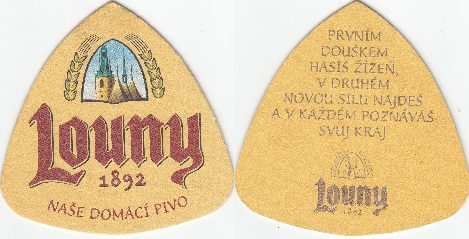 Louny
1892
NAŠE DOMÁCÍ PIVO
PRVNÍM
DOUŠKEM
HASÍŠ ŽÍZEŇ,
V DRUHÉM
NOVOU SÍLU NAJDEŠ
A V KAŽDÉM POZNÁVÁŠ
SVŮJ KRAJ
Louny
1892